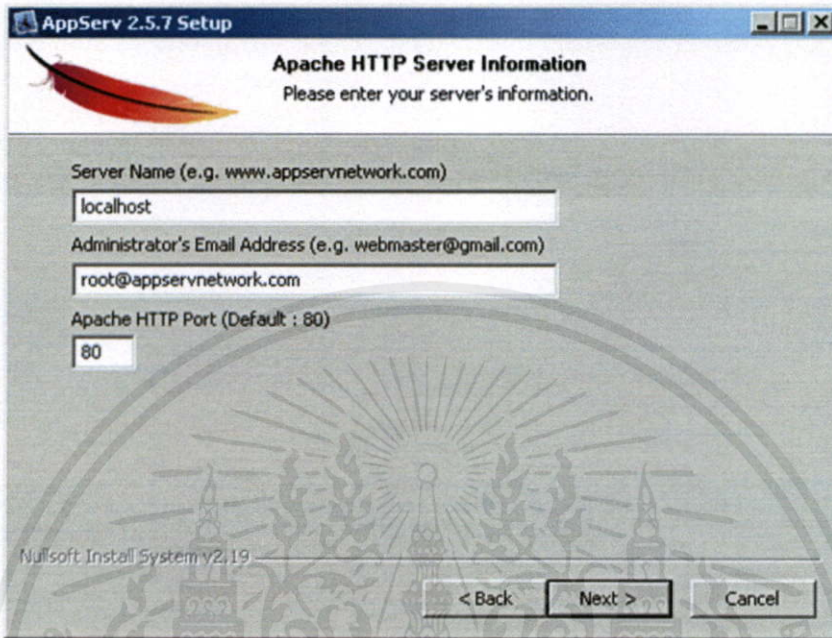 AppServ 2.5.7 Setup
Apache HTTP Server Information
Please enter your server's information.
Server Name (e.g. www.appservnetwork.com)
localhost
Administrator's Email Address (e.g. webmaster@gmail.com)
root@appservnetwork.com
Apache HTTP Port (Default : 80)
80
Nullsoft Install System v2.19
< Back
Next >
Cancel